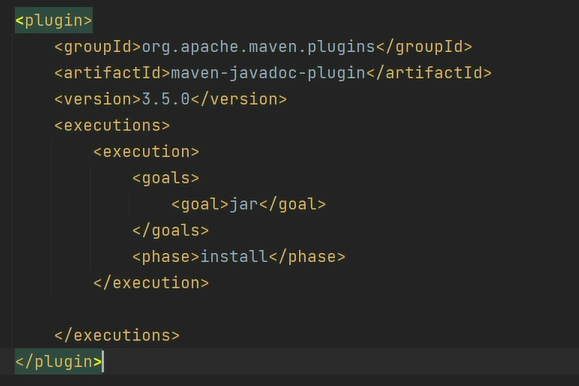 <plugin>
<groupId>org.apache.maven.plugins</groupId>
<artifactId>maven-javadoc-plugin</artifactId>
<version>3.5.0</version>
<executions>
<execution>
<goals>
<goal>jar</goal>
</goals>
<phase>install</phase>
</execution>
</executions>
</plugin>